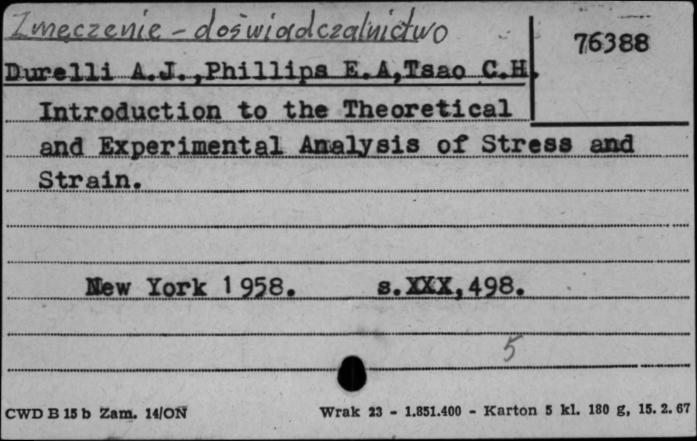 Zmęczenie - doświadczalnictwo
76388
Durelli A.J.,Phillips E.A,Tsao C.H.
Introduction to the Theoretical
and Experimental Analysis of Stress and
Strain.
New York 1958. s.XXX,498.
5
CWD B 15 b Zam. 14/ON Wrak 23 - 1.851.400 - Karton 5 kl. 180 g, 15. 2. 67